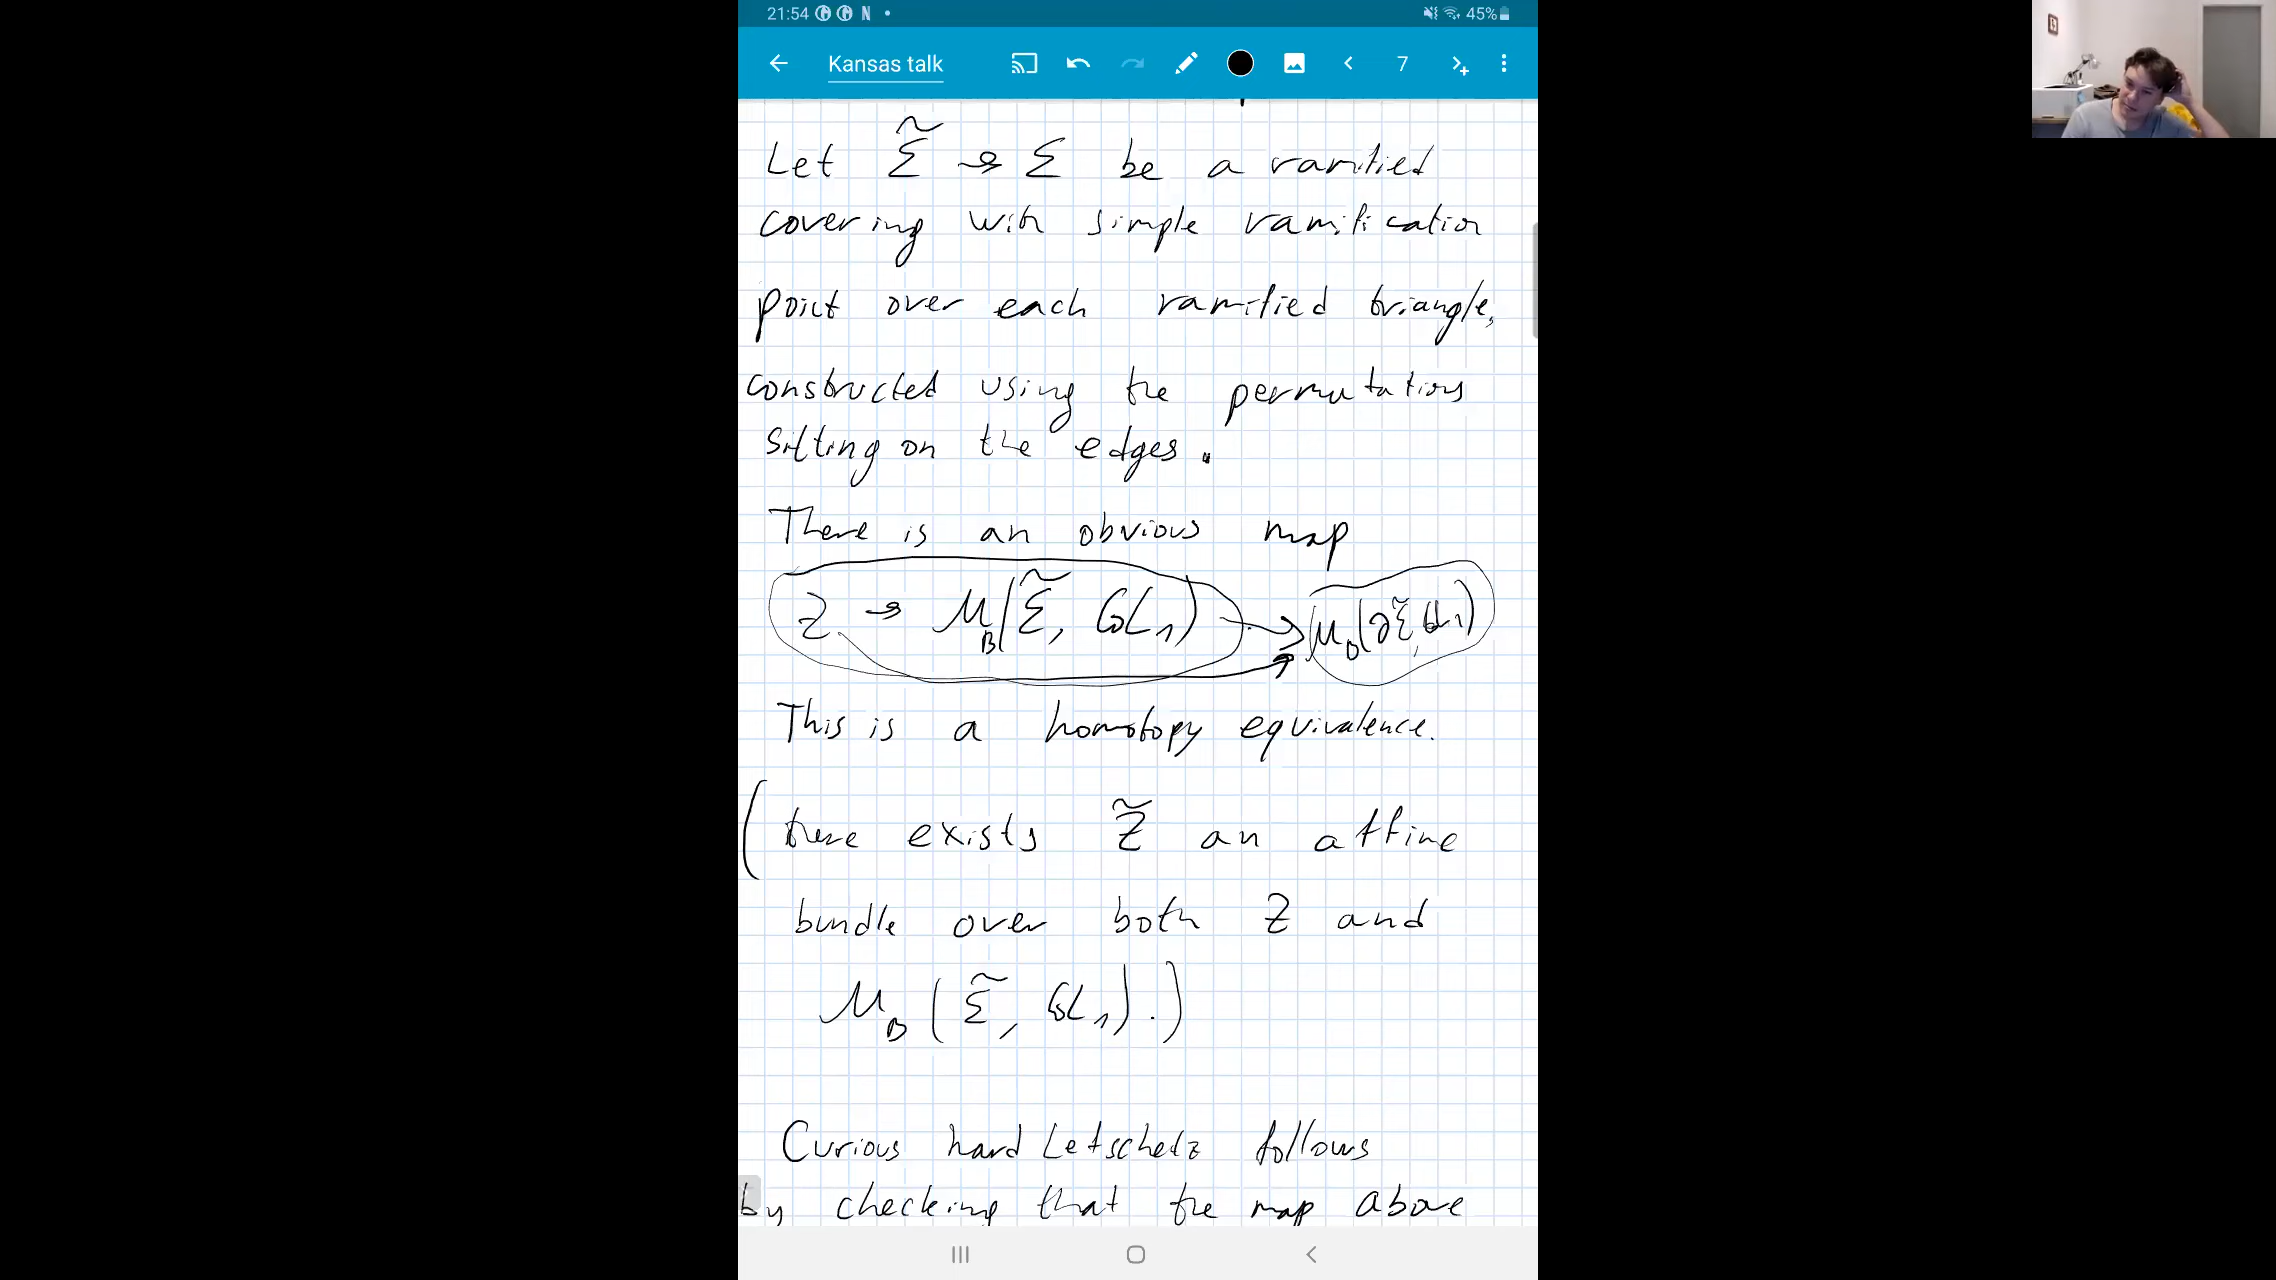 21:54 N • 45%
Kansas talk 7
Let Σ̃ → Σ be a ramified
covering with simple ramification
point over each ramified triangle,
constructed using the permutations
sitting on the edges.
There is an obvious map
Z → M_B(Σ̃, GL_1) → M_B(∂Σ̃, GL_1)
This is a homotopy equivalence.
(there exists Z̃ an affine
bundle over both Z and
M_B(Σ̃, GL_1).)
Curious hard Lefschetz follows
by checking that the map above